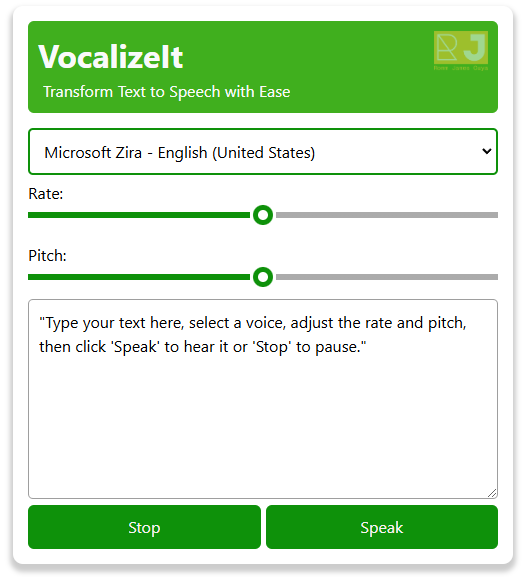 VocalizeIt
RJ
Transform Text to Speech with Ease
Microsoft Zira - English (United States)
Rate:
Pitch:
"Type your text here, select a voice, adjust the rate and pitch,
then click 'Speak' to hear it or 'Stop' to pause."
Stop
Speak